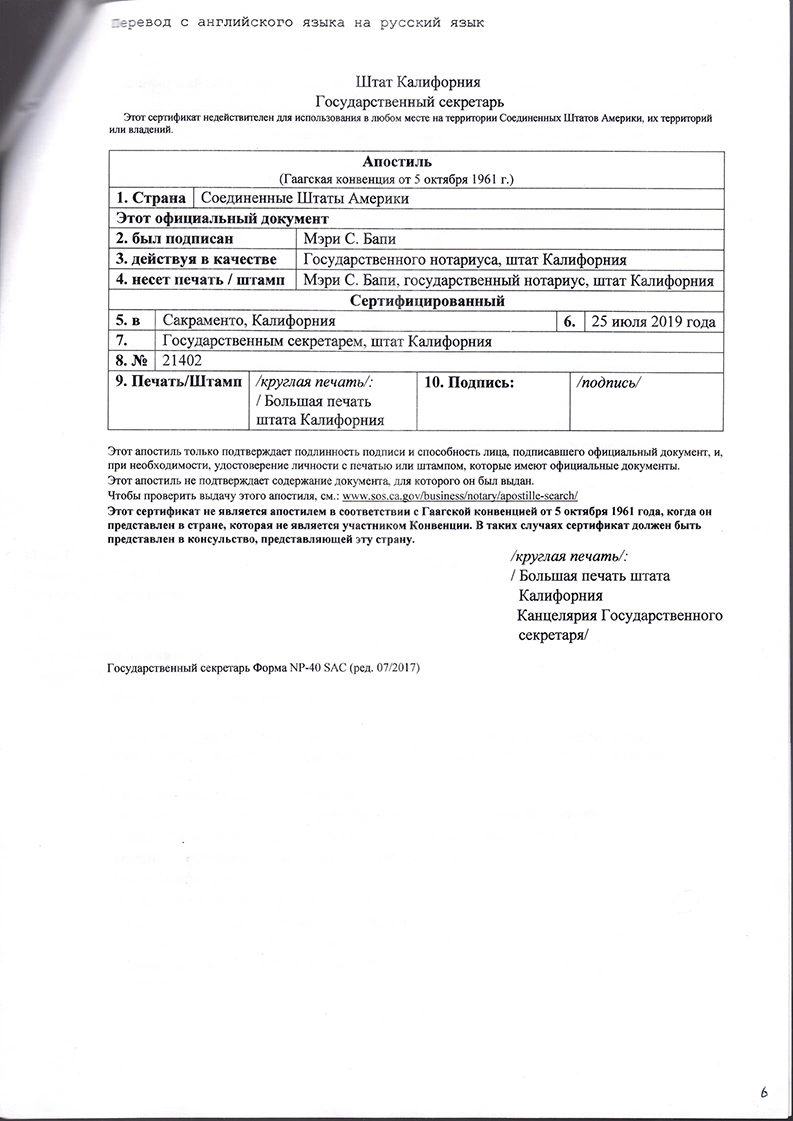 Перевод с английского языка на русский язык
Штат Калифорния
Государственный секретарь
Этот сертификат недействителен для использования в любом месте на территории Соединенных Штатов Америки, их территорий
или владений.
Апостиль
(Гаагская конвенция от 5 октября 1961 г.)
1. Страна Соединенные Штаты Америки
Этот официальный документ
2. был подписан Мэри С. Бапи
3. действуя в качестве Государственного нотариуса, штат Калифорния
4. несет печать / штамп Мэри С. Бапи, государственный нотариус, штат Калифорния
Сертифицированный
5. в Сакраменто, Калифорния 6. 25 июля 2019 года
7. Государственным секретарем, штат Калифорния
8. № 21402
9. Печать/Штамп /круглая печать/: 10. Подпись: /подпись/
/ Большая печать
штата Калифорния
Этот апостиль только подтверждает подлинность подписи и способность лица, подписавшего официальный документ, и,
при необходимости, удостоверение личности с печатью или штампом, которые имеют официальные документы.
Этот апостиль не подтверждает содержание документа, для которого он был выдан.
Чтобы проверить выдачу этого апостиля, см.: www.sos.ca.gov/business/notary/apostille-search/
Этот сертификат не является апостилем в соответствии с Гаагской конвенцией от 5 октября 1961 года, когда он
представлен в стране, которая не является участником Конвенции. В таких случаях сертификат должен быть
представлен в консульство, представляющей эту страну.
/круглая печать/:
/ Большая печать штата
Калифорния
Канцелярия Государственного
секретаря/
Государственный секретарь Форма NP-40 SAC (ред. 07/2017)
6